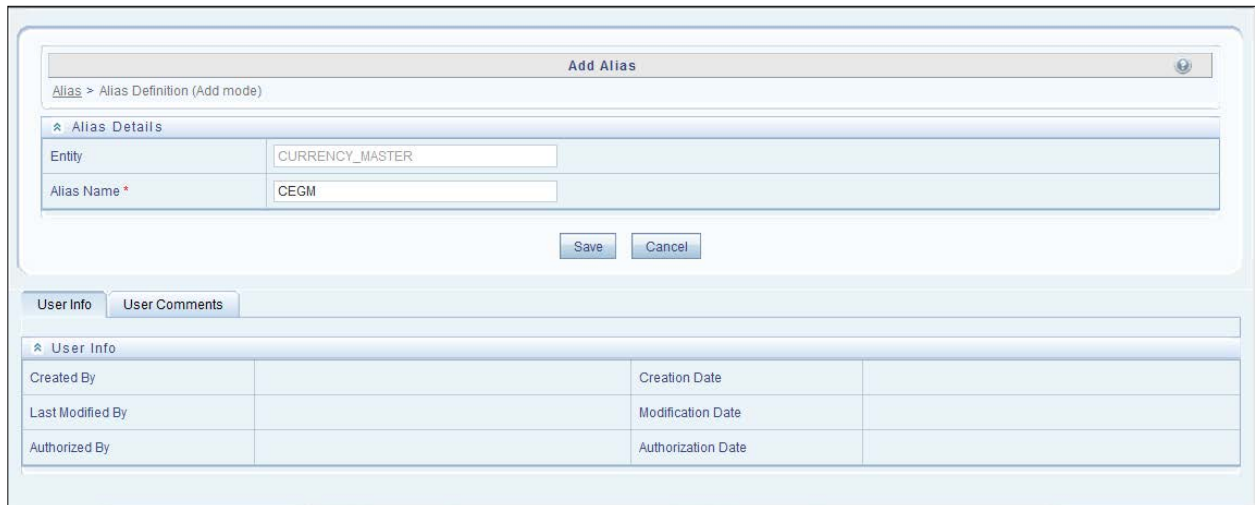 Add Alias
Alias > Alias Definition (Add mode)
Alias Details
Entity CURRENCY_MASTER
Alias Name * CEGM
Save Cancel
User Info User Comments
User Info
Created By Creation Date
Last Modified By Modification Date
Authorized By Authorization Date